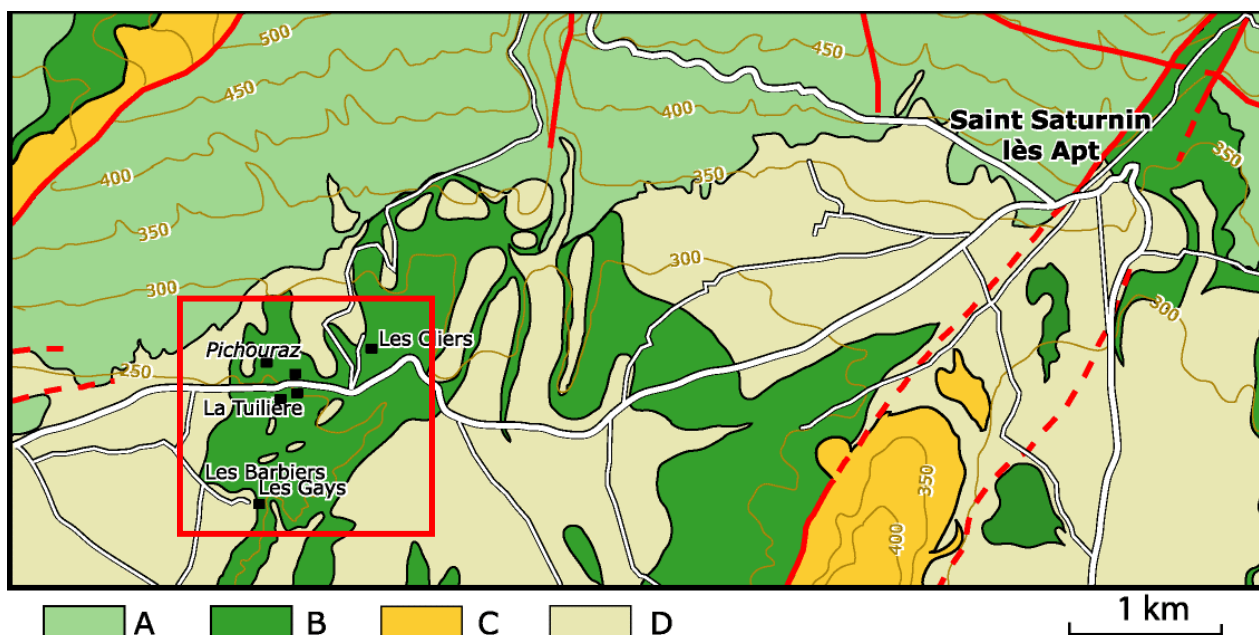 500
450
450
400
400
350
Saint Saturnin
lès Apt
350
350
300
300
300
Pichouraz
Les Cliers
250
La Tuilière
Les Barbiers
Les Gays
350
400
A
B
C
D
1 km